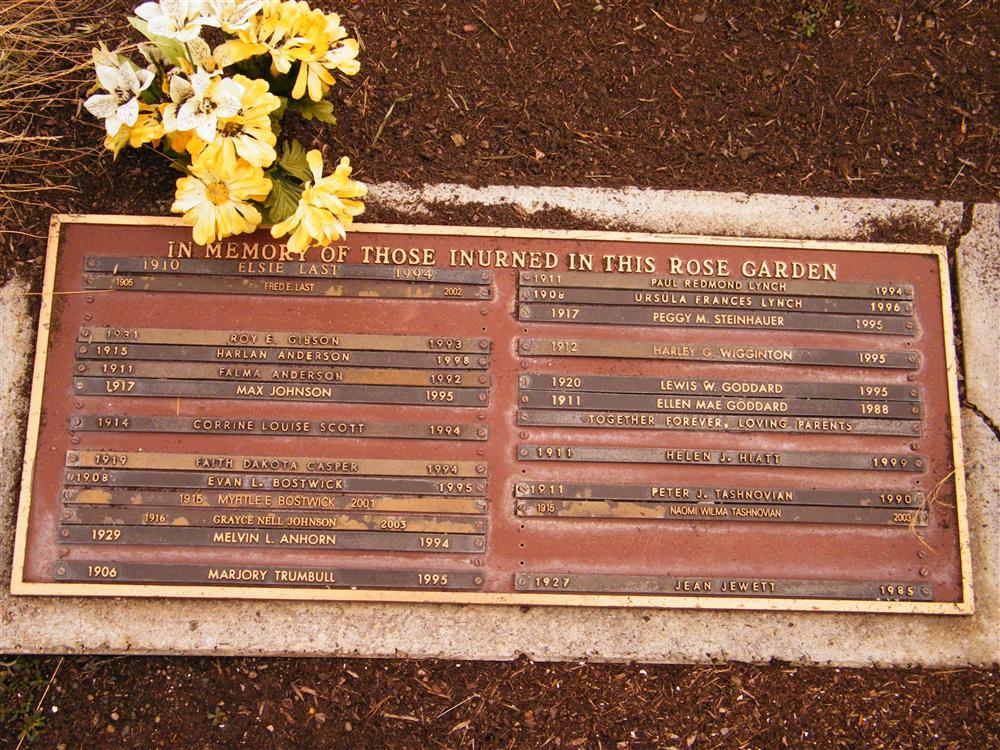 IN MEMORY OF THOSE INURNED IN THIS ROSE GARDEN
1910 ELSIE LAST 1994
1905 FRED E. LAST 2002
1931 ROY E. GIBSON 1993
1915 HARLAN ANDERSON 1998
1911 FALMA ANDERSON 1992
1917 MAX JOHNSON 1995
1914 CORRINE LOUISE SCOTT 1994
1919 FAITH DAKOTA CASPER 1994
1908 EVAN L. BOSTWICK 1995
1915 MYRTLE E. BOSTWICK 2001
1916 GRAYCE NELL JOHNSON 2003
1929 MELVIN L. ANHORN 1994
1906 MARJORY TRUMBULL 1995
1911 PAUL REDMOND LYNCH 1994
1908 URSULA FRANCES LYNCH 1996
1917 PEGGY M. STEINHAUER 1995
1912 HARLEY G. WIGGINTON 1995
1920 LEWIS W. GODDARD 1995
1911 ELLEN MAE GODDARD 1988
TOGETHER FOREVER, LOVING PARENTS
1911 HELEN J. HIATT 1999
1911 PETER J. TASHNOVIAN 1990
1915 NAOMI WILMA TASHNOVIAN 2003
1927 JEAN JEWETT 1985